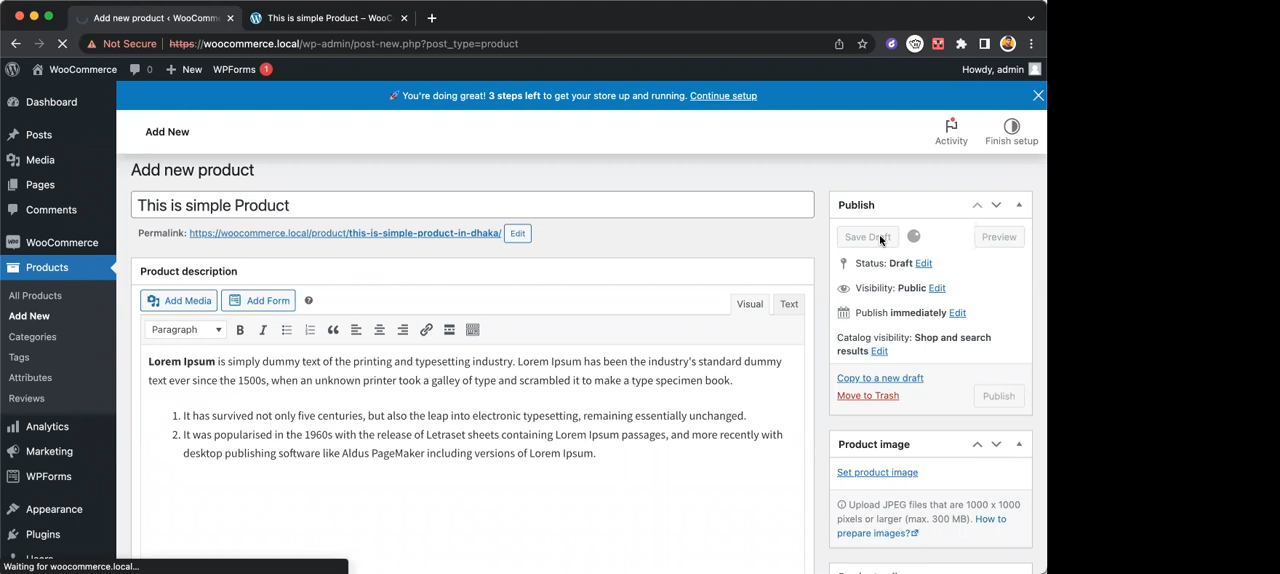 Add new product ‹ WooComm
This is simple Product – WooC
Not Secure
https://woocommerce.local/wp-admin/post-new.php?post_type=product
WooCommerce
0
New
WPForms 1
Howdy, admin
Dashboard
Posts
Media
Pages
Comments
WooCommerce
Products
All Products
Add New
Categories
Tags
Attributes
Reviews
Analytics
Marketing
WPForms
Appearance
Plugins
Waiting for woocommerce.local...
🚀 You're doing great! 3 steps left to get your store up and running. Continue setup
Add New
Activity
Finish setup
Add new product
This is simple Product
Permalink: https://woocommerce.local/product/this-is-simple-product-in-dhaka/ Edit
Product description
Add Media
Add Form
Visual
Text
Paragraph
B I
Lorem Ipsum is simply dummy text of the printing and typesetting industry. Lorem Ipsum has been the industry's standard dummy
text ever since the 1500s, when an unknown printer took a galley of type and scrambled it to make a type specimen book.
1. It has survived not only five centuries, but also the leap into electronic typesetting, remaining essentially unchanged.
2. It was popularised in the 1960s with the release of Letraset sheets containing Lorem Ipsum passages, and more recently with
desktop publishing software like Aldus PageMaker including versions of Lorem Ipsum.
Publish
Save Draft
Preview
Status: Draft Edit
Visibility: Public Edit
Publish immediately Edit
Catalog visibility: Shop and search
results Edit
Copy to a new draft
Move to Trash
Publish
Product image
Set product image
Upload JPEG files that are 1000 x 1000
pixels or larger (max. 300 MB). How to
prepare images?